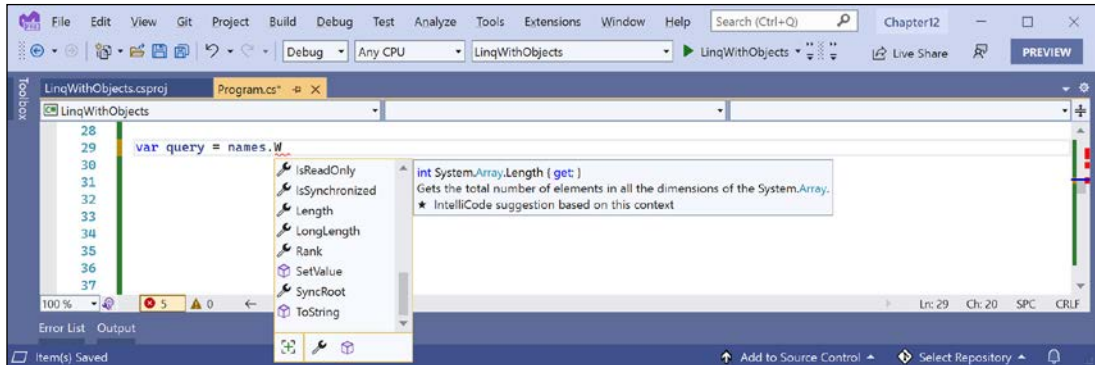 File Edit View Git Project Build Debug Test Analyze Tools Extensions Window Help Search (Ctrl+Q) Chapter12
Debug Any CPU LinqWithObjects LinqWithObjects Live Share PREVIEW
Toolbox
LinqWithObjects.csproj Program.cs*
LinqWithObjects
28
29 var query = names.W
30
31
32
33
34
35
36
37
IsReadOnly
IsSynchronized
Length
LongLength
Rank
SetValue
SyncRoot
ToString
int System.Array.Length { get; }
Gets the total number of elements in all the dimensions of the System.Array.
★ IntelliCode suggestion based on this context
100 % 5 0 Ln: 29 Ch: 20 SPC CRLF
Error List Output
Item(s) Saved Add to Source Control Select Repository